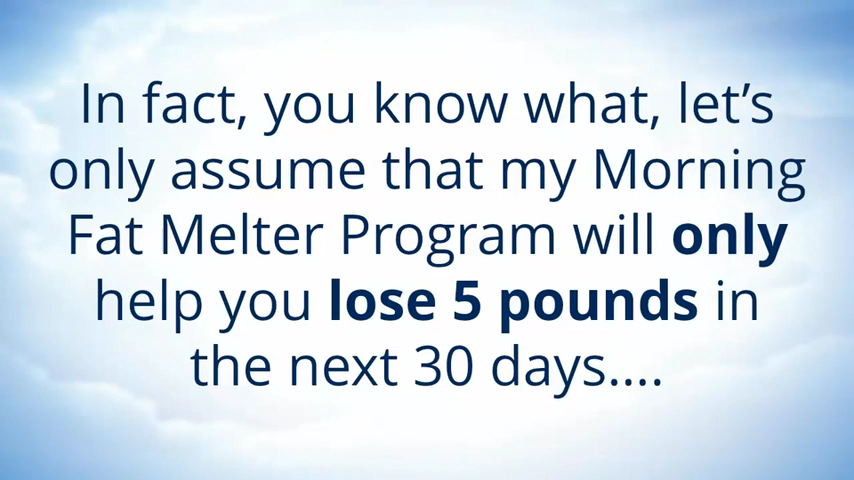 In fact, you know what, let’s
only assume that my Morning
Fat Melter Program will only
help you lose 5 pounds in
the next 30 days....